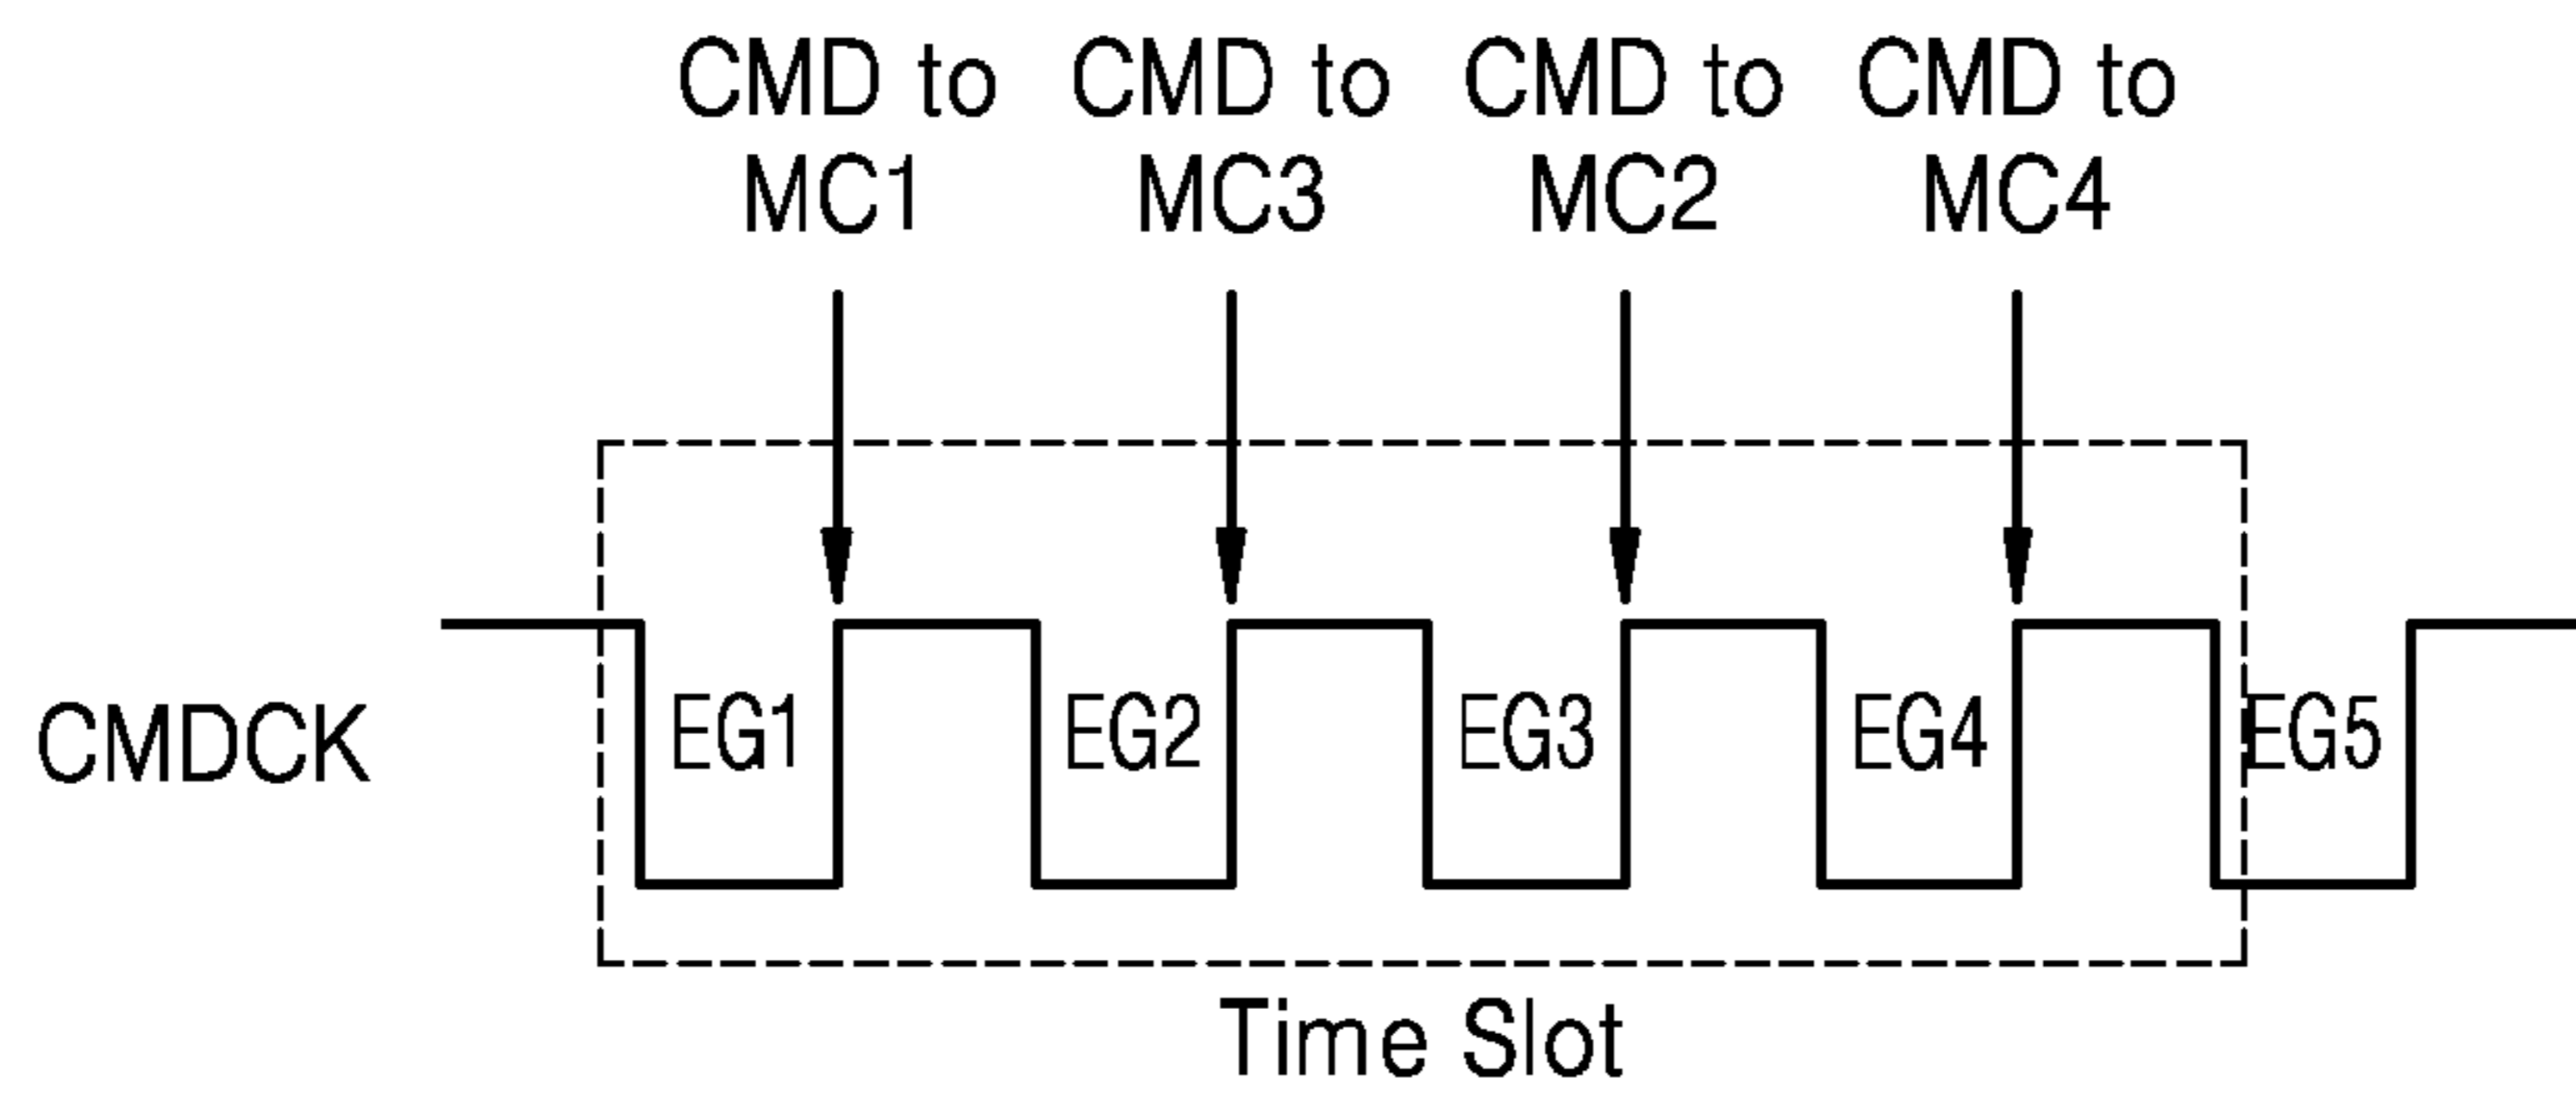 CMD to CMD to CMD to CMD to
MC1 MC3 MC2 MC4
CMDCK EG1 EG2 EG3 EG4 EG5
Time Slot